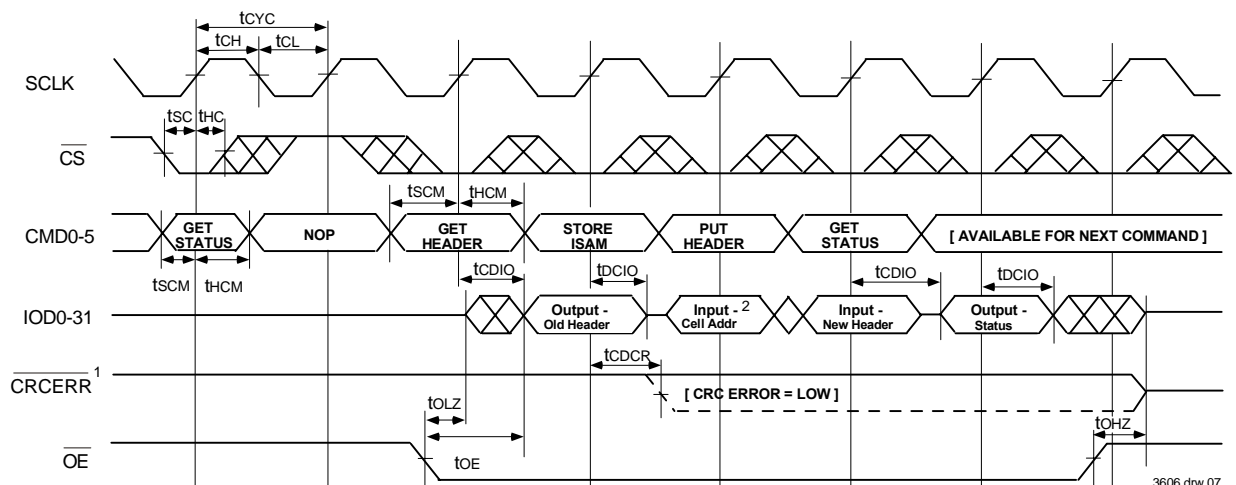 tCYC
tCH tCL
SCLK
tSC tHC
CS
tSCM tHCM
CMD0-5
GET
STATUS
NOP
GET
HEADER
STORE
ISAM
PUT
HEADER
GET
STATUS
[ AVAILABLE FOR NEXT COMMAND ]
tSCM tHCM
tCDIO
tDCIO
tCDIO
tDCIO
IOD0-31
Output -
Old Header
Input - 2
Cell Addr
Input -
New Header
Output -
Status
tCDCR
CRCERR 1
[ CRC ERROR = LOW ]
tOLZ
tOHZ
tOE
OE
3606 drw 07